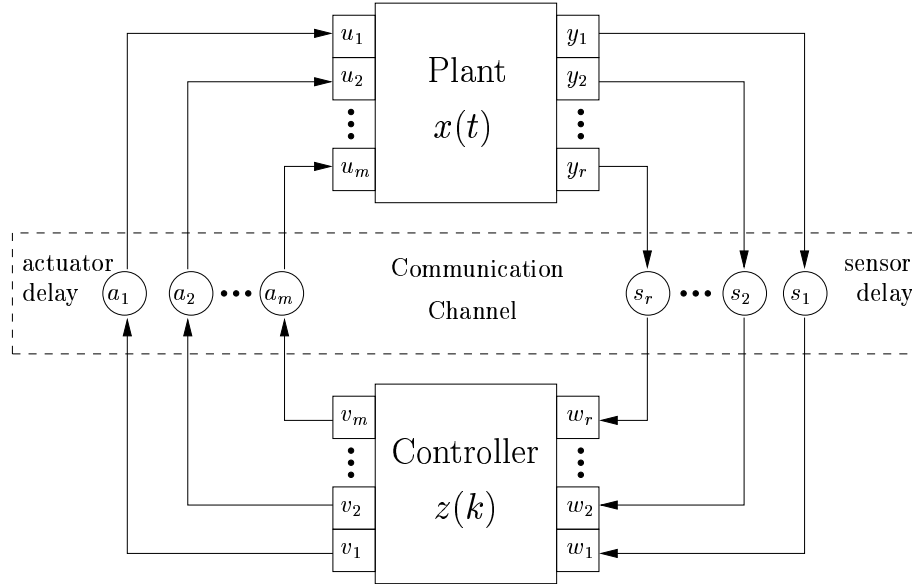 u₁
Plant
y₁
u₂
y₂
x(t)
uₘ
yᵣ
actuator
delay
Communication
Channel
sensor
delay
a₁
a₂
aₘ
sᵣ
s₂
s₁
vₘ
Controller
wᵣ
z(k)
v₂
w₂
v₁
w₁